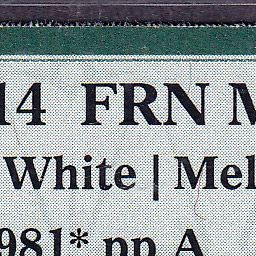 14 FRN M
White | Mel
981* pp A